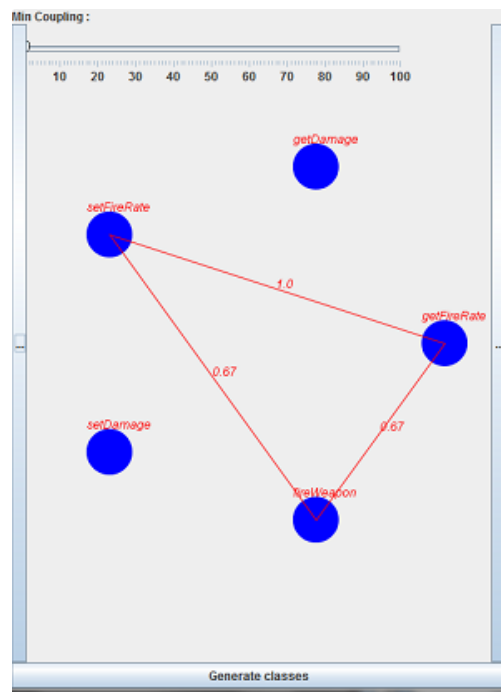 Min Coupling :
10 20 30 40 50 60 70 80 90 100
getDamage
setFireRate
1.0
getFireRate
0.67
0.67
setDamage
fireWeapon
Generate classes